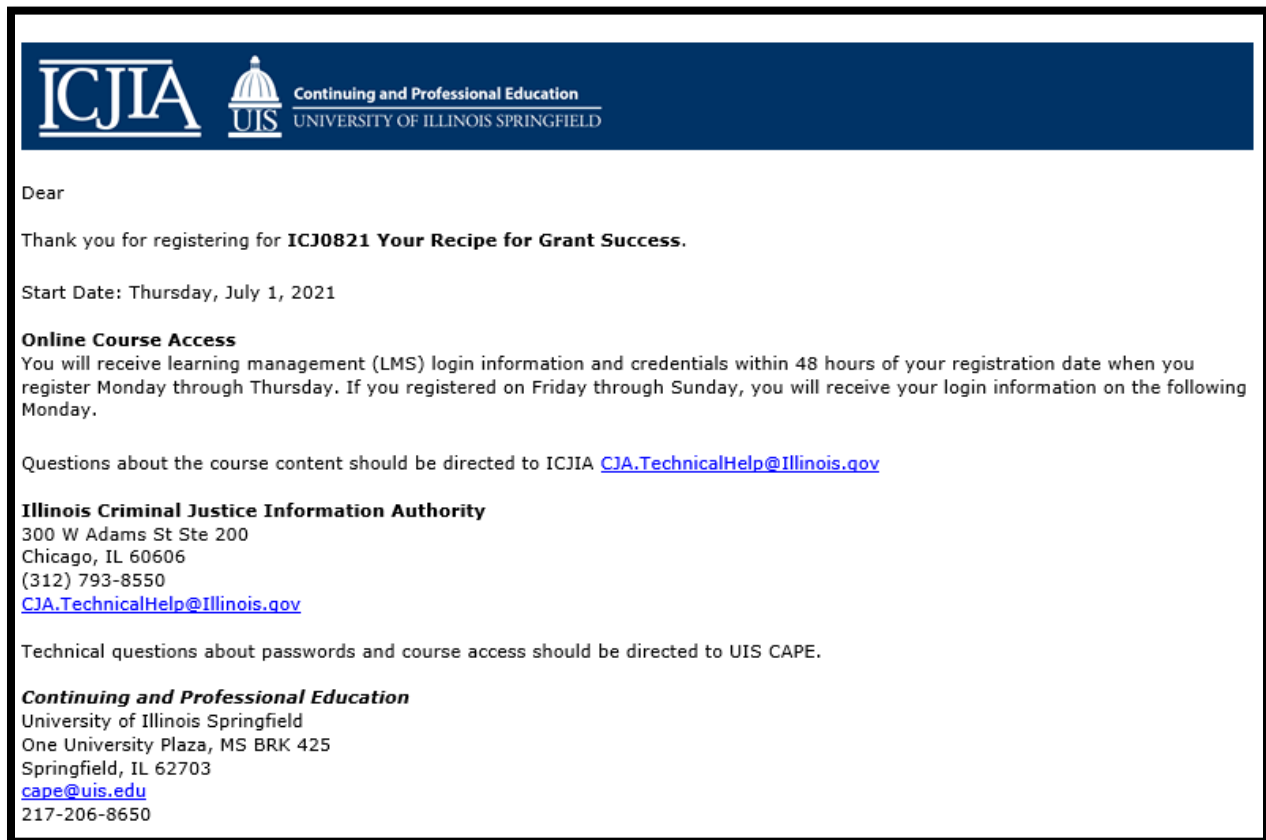 ICJIA
UIS
Continuing and Professional Education
UNIVERSITY OF ILLINOIS SPRINGFIELD
Dear
Thank you for registering for ICJ0821 Your Recipe for Grant Success.
Start Date: Thursday, July 1, 2021
Online Course Access
You will receive learning management (LMS) login information and credentials within 48 hours of your registration date when you
register Monday through Thursday. If you registered on Friday through Sunday, you will receive your login information on the following
Monday.
Questions about the course content should be directed to ICJIA CJA.TechnicalHelp@Illinois.gov
Illinois Criminal Justice Information Authority
300 W Adams St Ste 200
Chicago, IL 60606
(312) 793-8550
CJA.TechnicalHelp@Illinois.gov
Technical questions about passwords and course access should be directed to UIS CAPE.
Continuing and Professional Education
University of Illinois Springfield
One University Plaza, MS BRK 425
Springfield, IL 62703
cape@uis.edu
217-206-8650